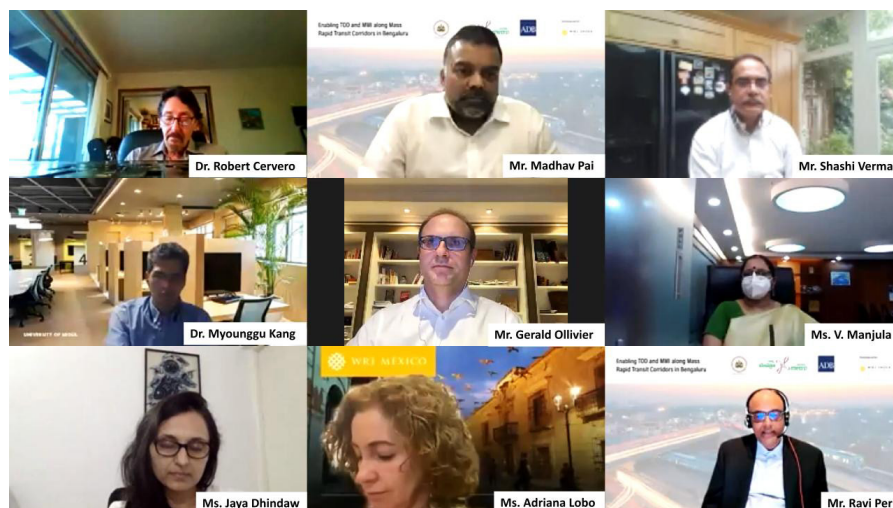 Enabling TOD and MMI along Mass
Rapid Transit Corridors in Bengaluru
ADB
Dr. Robert Cervero
Mr. Madhav Pai
Mr. Shashi Verma
4
UNIVERSITY OF SEOUL
Dr. Myounggu Kang
Mr. Gerald Ollivier
Ms. V. Manjula
WRI MEXICO
Enabling TOD and MMI along Mass
Rapid Transit Corridors in Bengaluru
ADB
Ms. Jaya Dhindaw
Ms. Adriana Lobo
Mr. Ravi Per